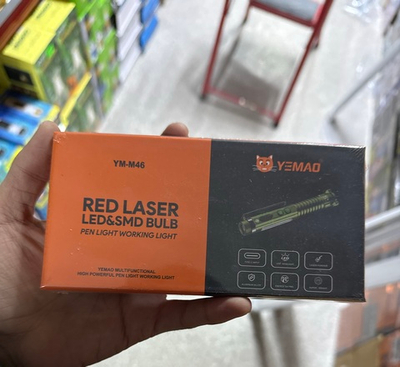 YM-M46
YEMAO
RED LASER
LED&SMD BULB
PEN LIGHT WORKING LIGHT
YEMAO MULTIFUNCTIONAL
HIGH POWERFUL PEN LIGHT WORKING LIGHT